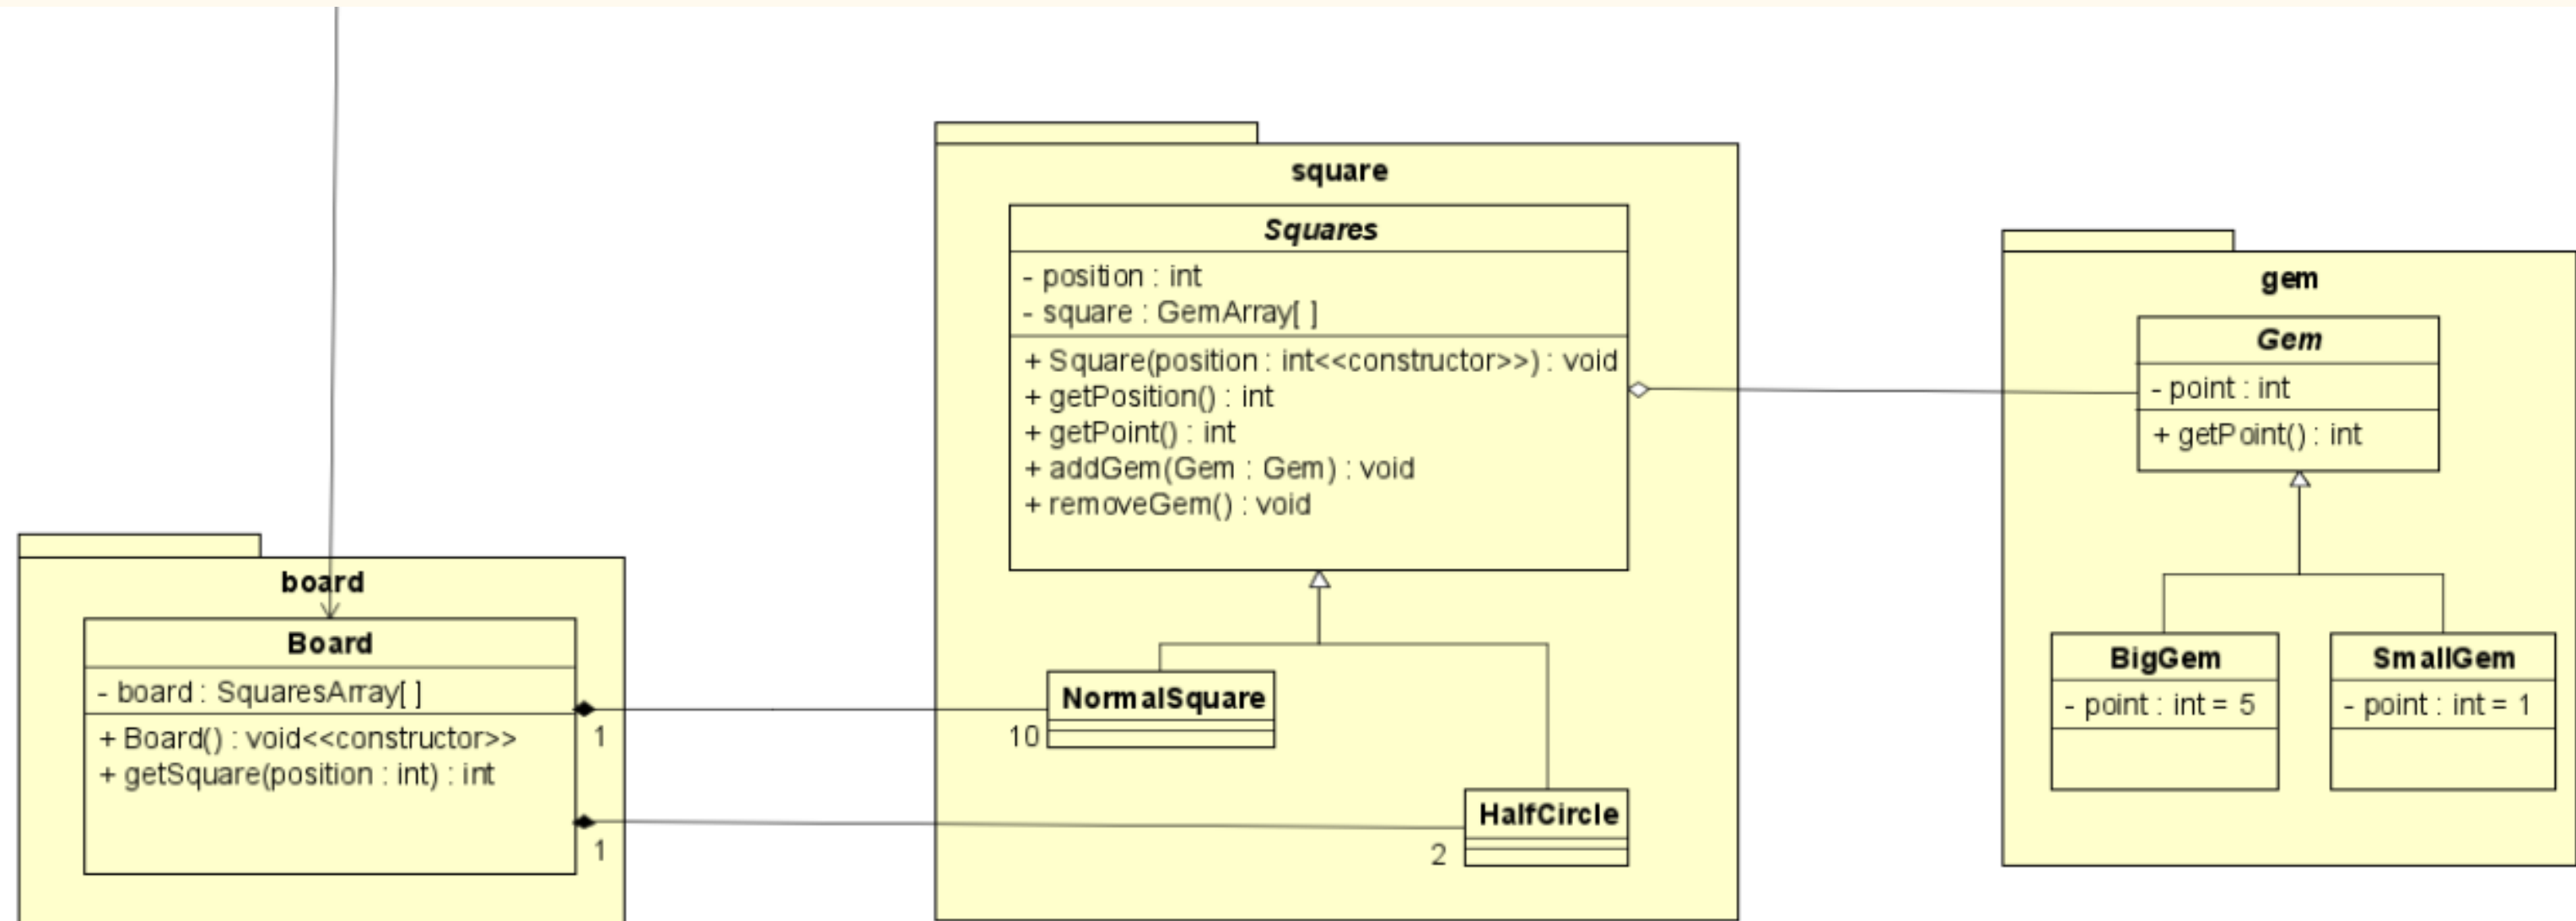 board
Board
- board : SquaresArray[ ]
+ Board() : void<<constructor>>
+ getSquare(position : int) : int
1
1
square
Squares
- position : int
- square : GemArray[ ]
+ Square(position : int<<constructor>>) : void
+ getPosition() : int
+ getPoint() : int
+ addGem(Gem : Gem) : void
+ removeGem() : void
NormalSquare
10
HalfCircle
2
gem
Gem
- point : int
+ getPoint() : int
BigGem
- point : int = 5
SmallGem
- point : int = 1